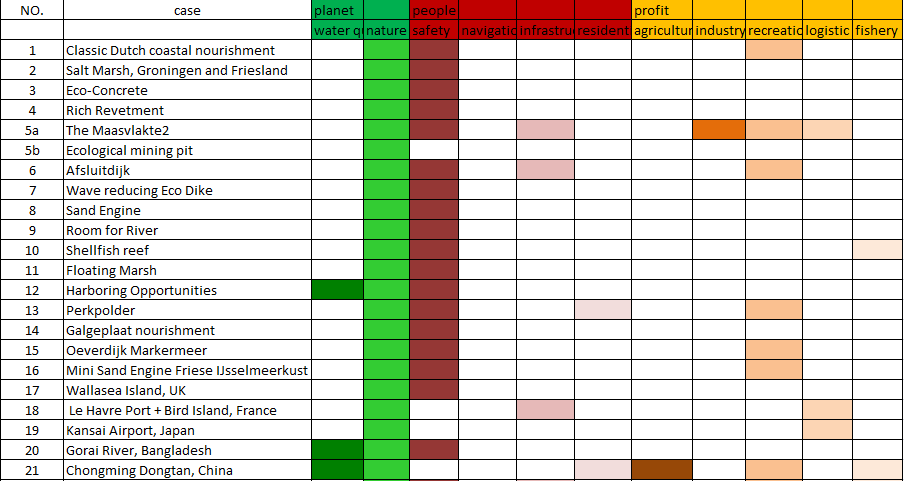 NO. case planet people profit
water q nature safety navigatio infrastru resident agricultur industry recreatio logistic fishery
1 Classic Dutch coastal nourishment
2 Salt Marsh, Groningen and Friesland
3 Eco-Concrete
4 Rich Revetment
5a The Maasvlakte2
5b Ecological mining pit
6 Afsluitdijk
7 Wave reducing Eco Dike
8 Sand Engine
9 Room for River
10 Shellfish reef
11 Floating Marsh
12 Harboring Opportunities
13 Perkpolder
14 Galgeplaat nourishment
15 Oeverdijk Markermeer
16 Mini Sand Engine Friese IJsselmeerkust
17 Wallasea Island, UK
18 Le Havre Port + Bird Island, France
19 Kansai Airport, Japan
20 Gorai River, Bangladesh
21 Chongming Dongtan, China